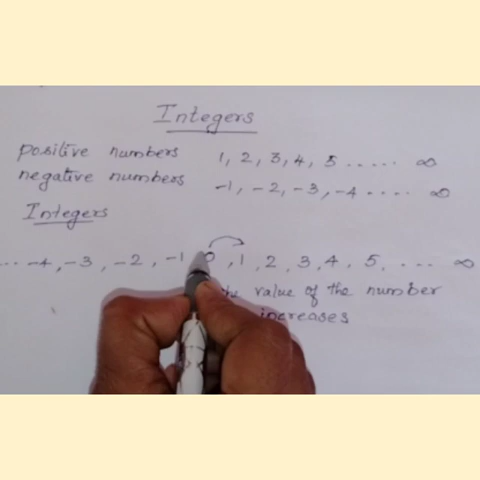 Integers
positive numbers 1, 2, 3, 4, 5 ..... ∞
negative numbers -1, -2, -3, -4 .... ∞
Integers
... -4, -3, -2, -1 0, 1, 2, 3, 4, 5, ... ∞
the value of the number
increases